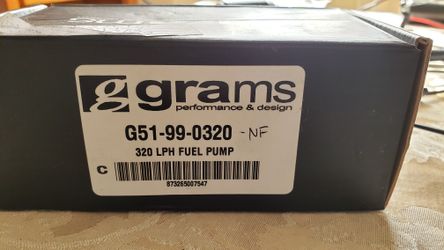 g grams
performance & design
G51-99-0320 -NF
320 LPH FUEL PUMP
C
873265007547